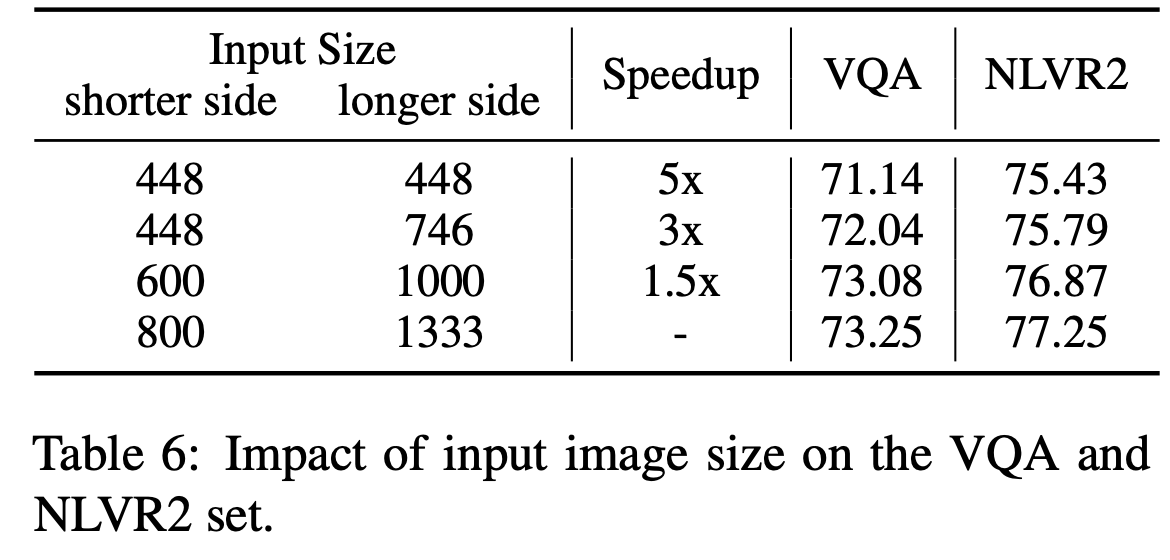 Input Size Speedup VQA NLVR2
shorter side longer side
448 448 5x 71.14 75.43
448 746 3x 72.04 75.79
600 1000 1.5x 73.08 76.87
800 1333 - 73.25 77.25
Table 6: Impact of input image size on the VQA and
NLVR2 set.